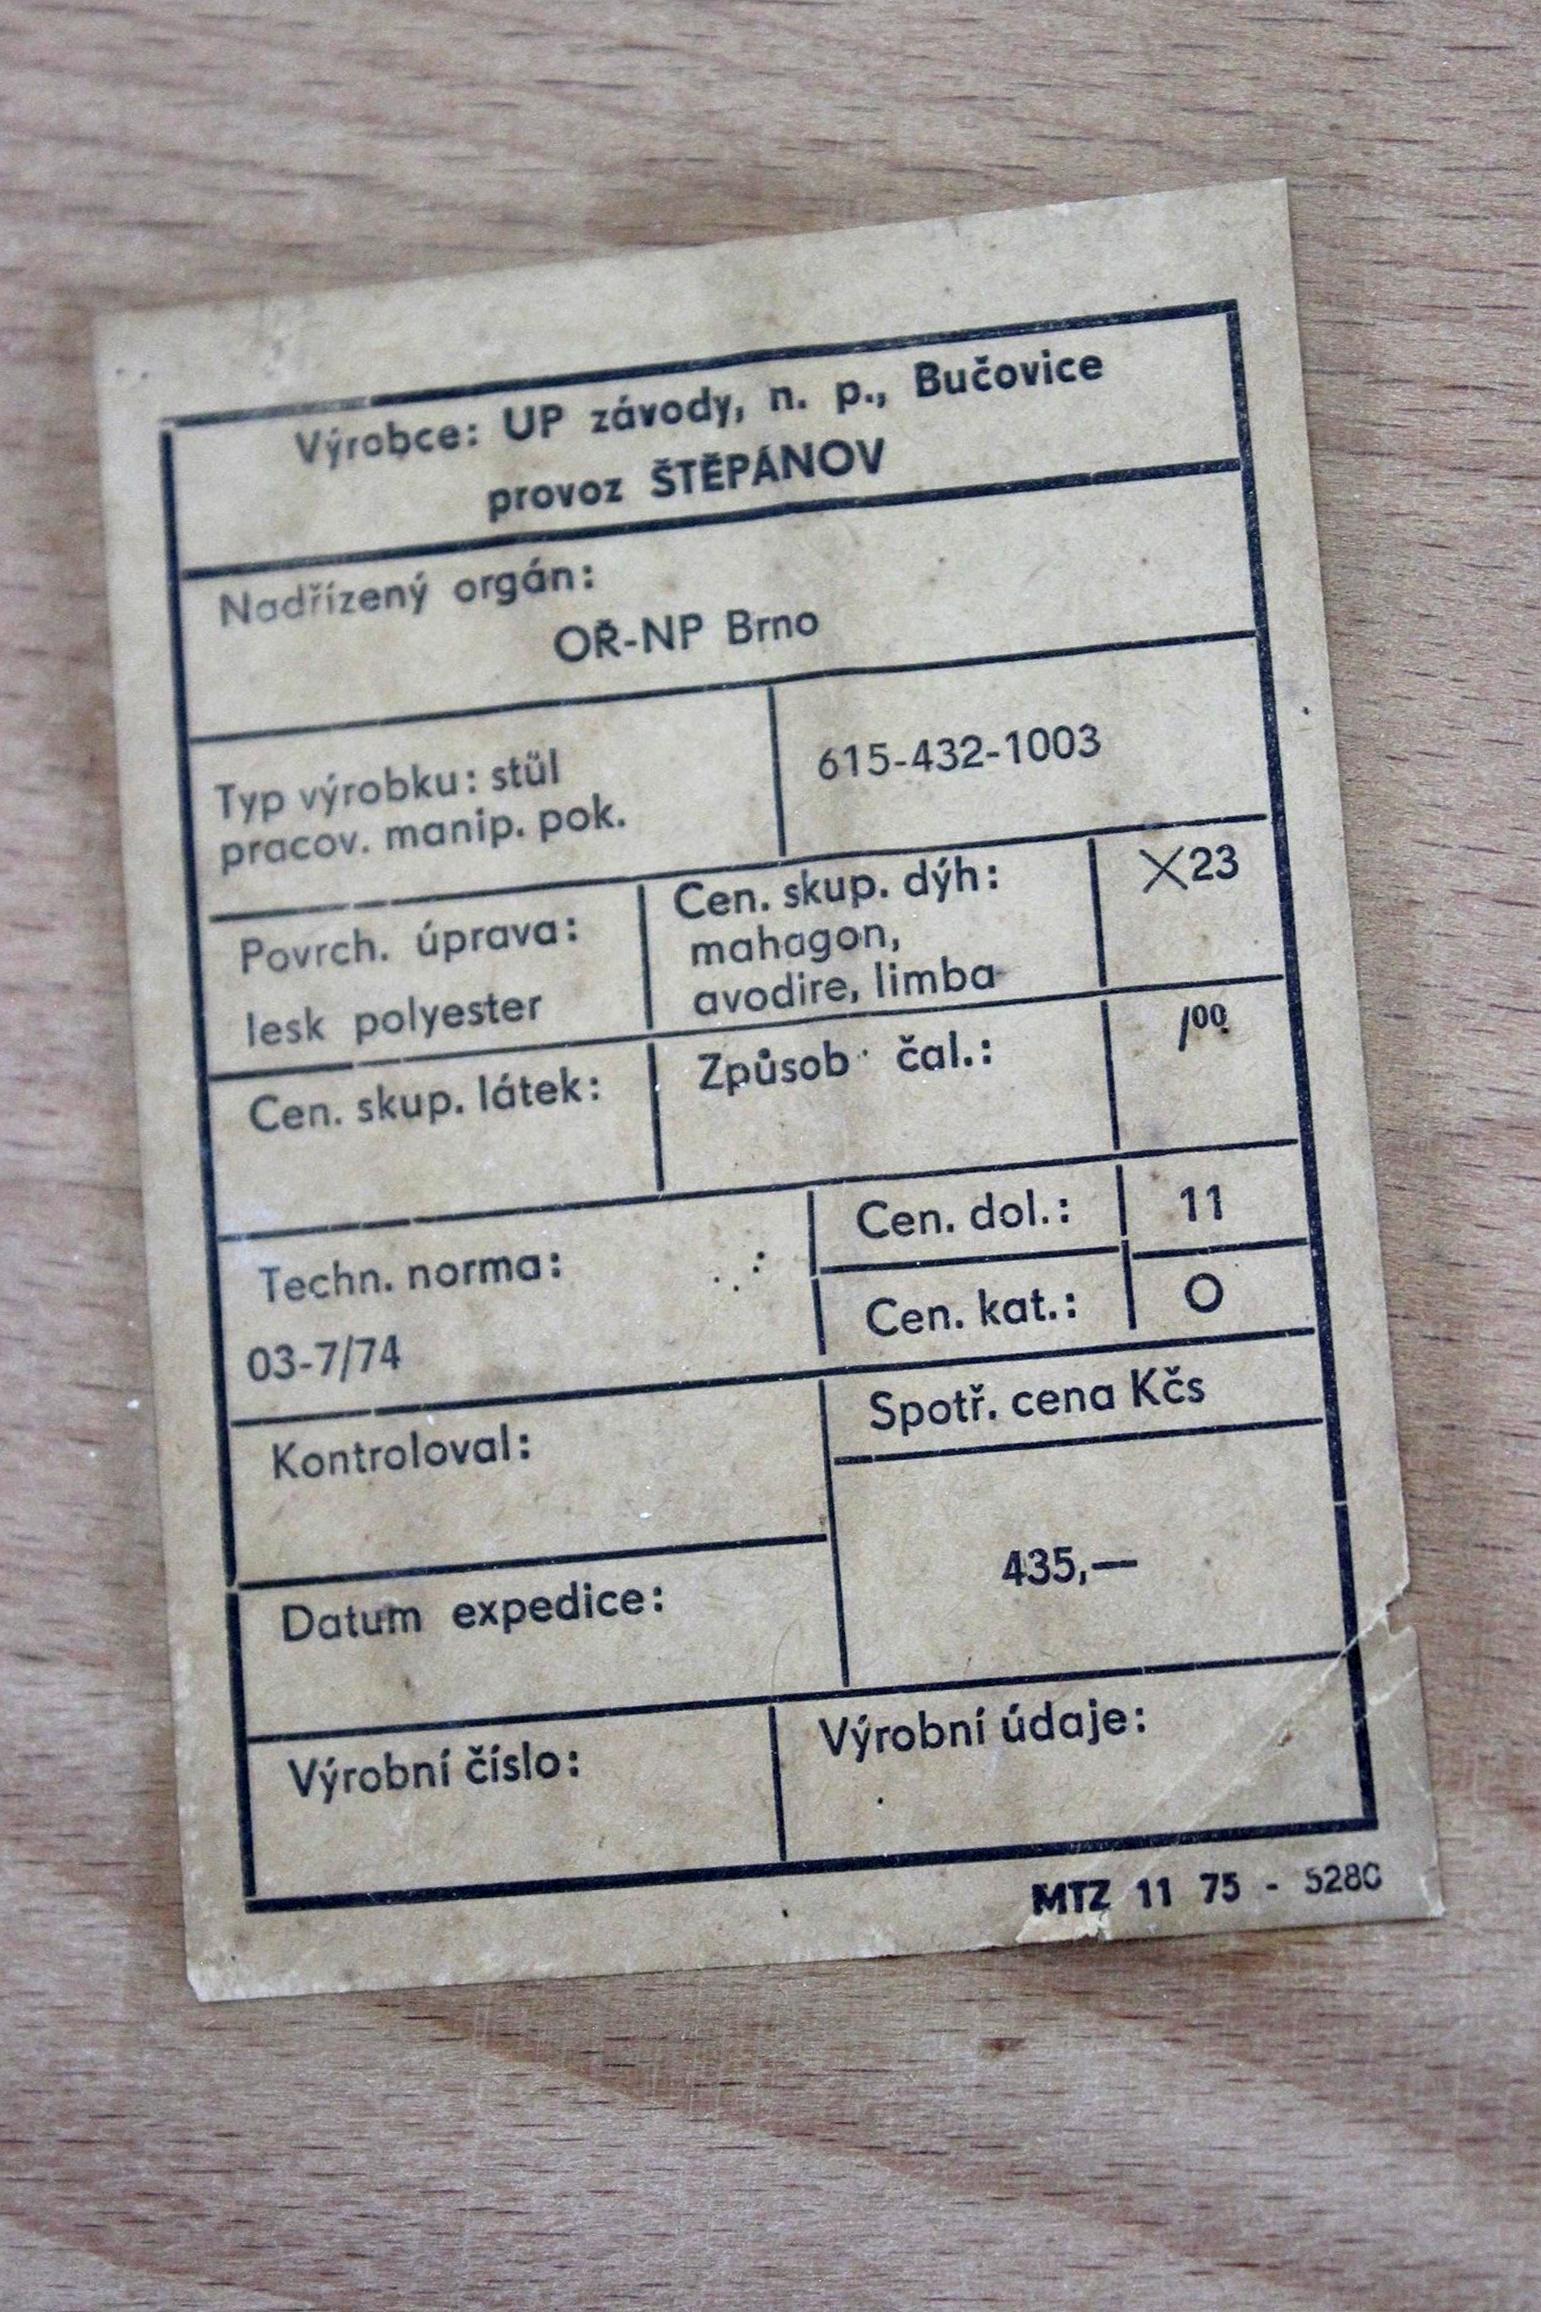 Výrobce: UP závody, n. p., Bučovice
provoz ŠTĚPÁNOV
Nadřízený orgán:
OŘ-NP Brno
Typ výrobku: stůl
pracov. manip. pok.
615-432-1003
Povrch. úprava:
lesk polyester
Cen. skup. dýh:
mahagon,
avodire, limba
X23
Cen. skup. látek:
Způsob čal.:
/00
Techn. norma:
03-7/74
Cen. dol.:
11
Cen. kat.:
O
Kontroloval:
Spotř. cena Kčs
435,—
Datum expedice:
Výrobní číslo:
Výrobní údaje:
MTZ 11 75 - 5280